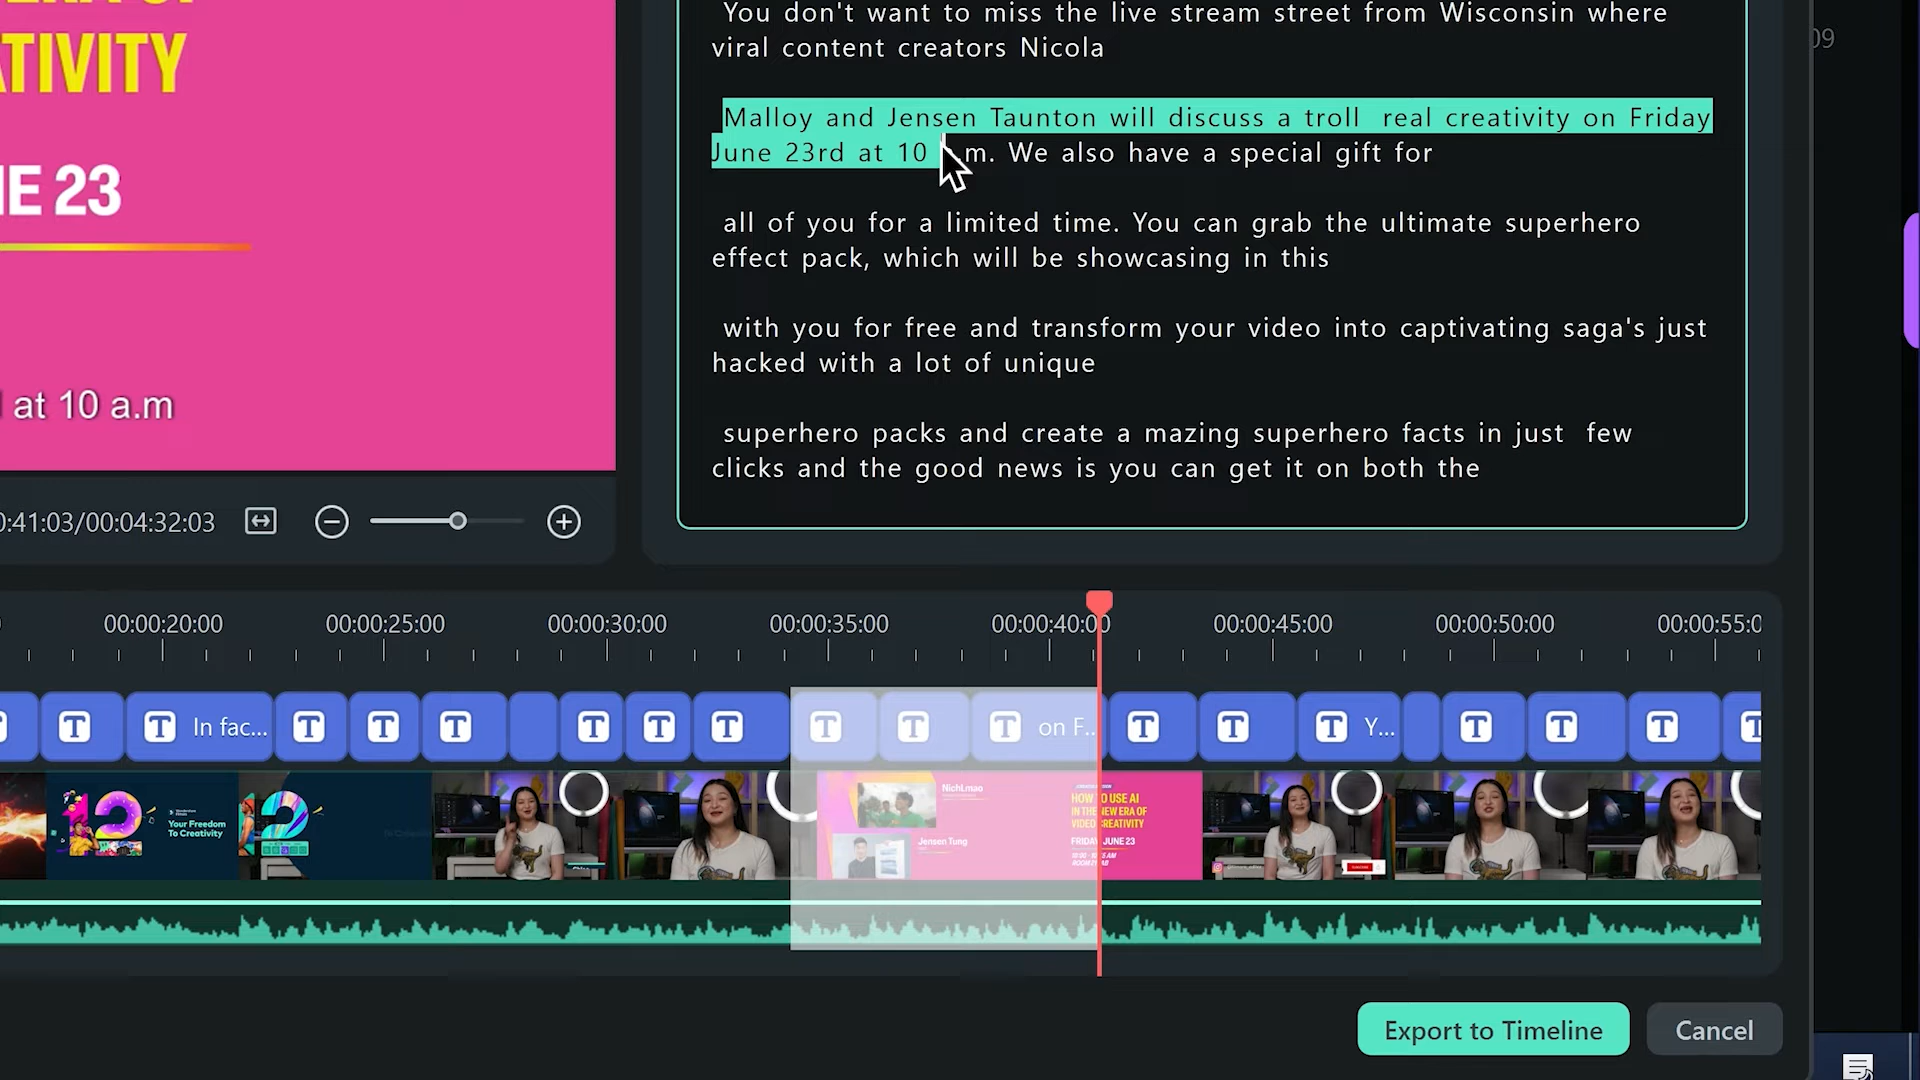 ATIVITY
You don't want to miss the live stream street from Wisconsin where
viral content creators Nicola
09
Malloy and Jensen Taunton will discuss a troll  real creativity on Friday
June 23rd at 10 a.m. We also have a special gift for
NE 23
all of you for a limited time. You can grab the ultimate superhero
effect pack, which will be showcasing in this
with you for free and transform your video into captivating saga's just
hacked with a lot of unique
at 10 a.m
superhero packs and create a mazing superhero facts in just  few
clicks and the good news is you can get it on both the
0:41:03/00:04:32:03
00:00:20:00 00:00:25:00 00:00:30:00 00:00:35:00 00:00:40:00 00:00:45:00 00:00:50:00 00:00:55:0
T T In fac... T T T T T T T T T on F... T T T Y... T T T T
12
Your Freedom
To Creativity
NichLmao
Jensen Tung
HOW TO USE AI
IN THE NEW ERA OF
VIDEO CREATIVITY
FRIDAY JUNE 23
Export to Timeline
Cancel